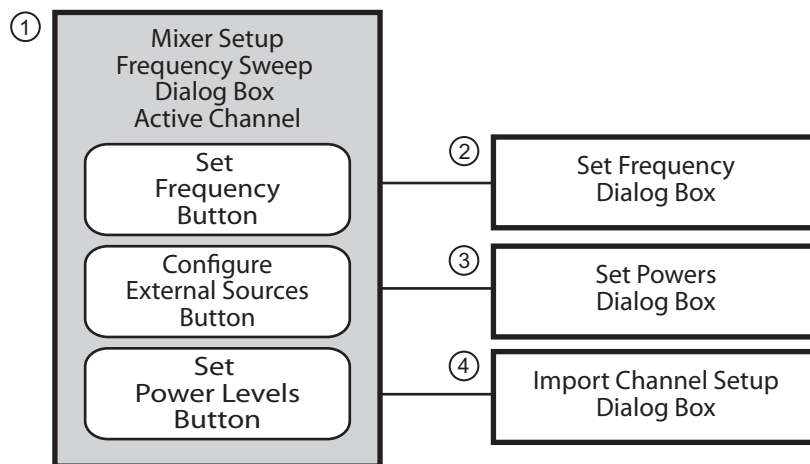 1
Mixer Setup
Frequency Sweep
Dialog Box
Active Channel
Set
Frequency
Button
2
Set Frequency
Dialog Box
Configure
External Sources
Button
3
Set Powers
Dialog Box
Set
Power Levels
Button
4
Import Channel Setup
Dialog Box